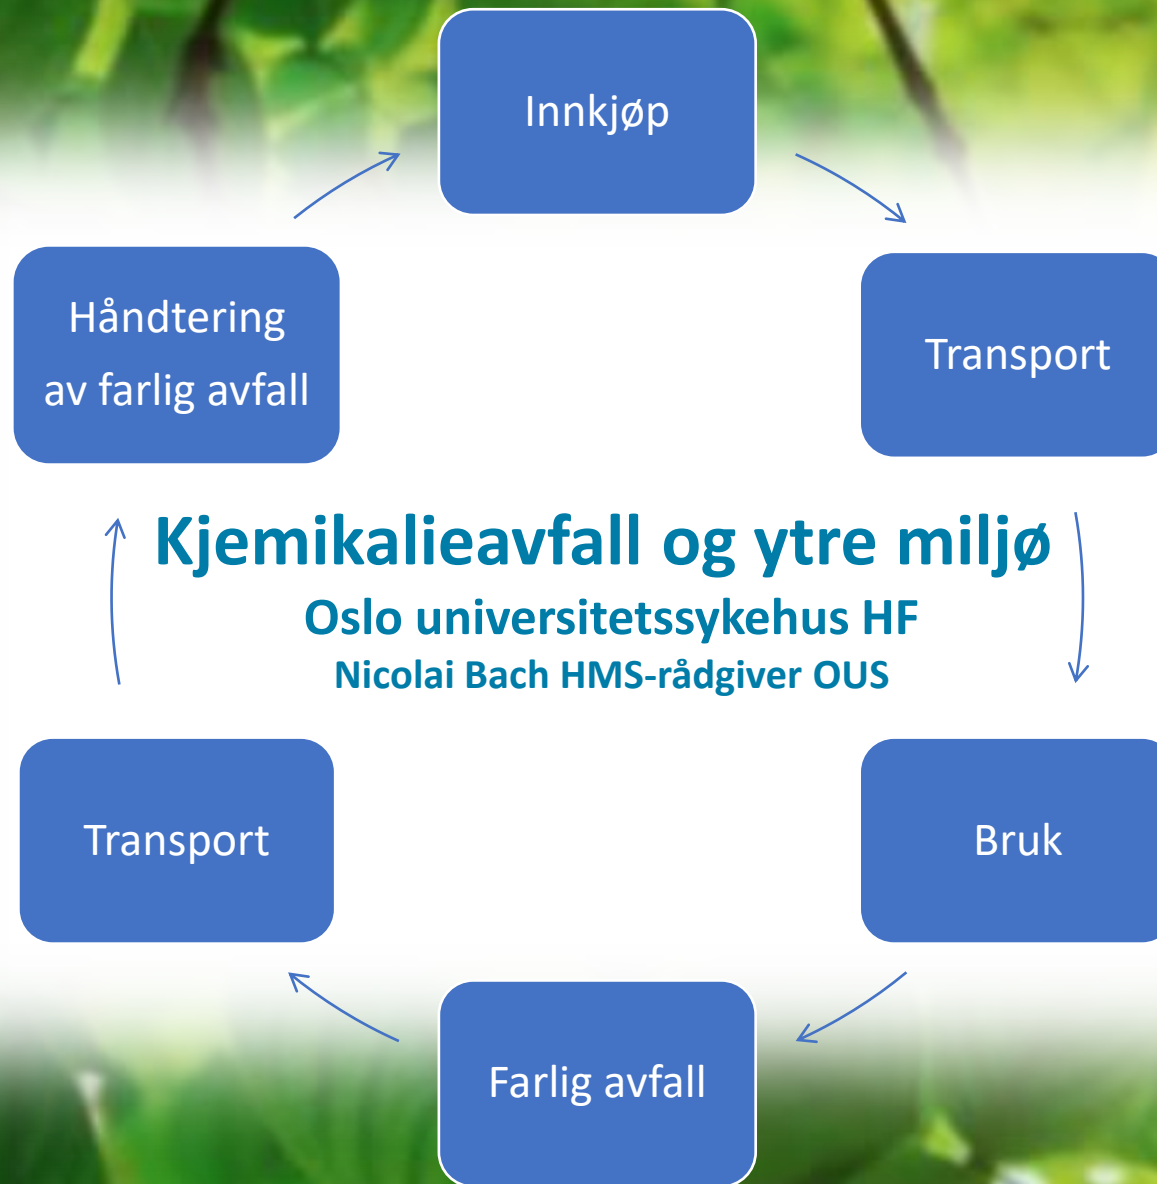 Innkjøp
Håndtering
av farlig avfall
Transport
Kjemikalieavfall og ytre miljø
Oslo universitetssykehus HF
Nicolai Bach HMS-rådgiver OUS
Transport
Bruk
Farlig avfall